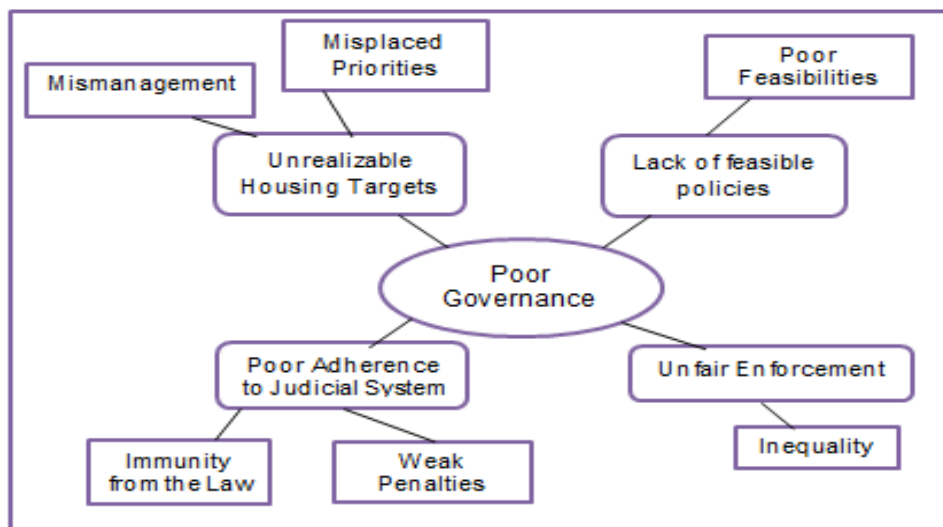 Misplaced
Priorities
Poor
Feasibilities
Mismanagement
Unrealizable
Housing Targets
Lack of feasible
policies
Poor
Governance
Poor Adherence
to Judicial System
Unfair Enforcement
Immunity
from the Law
Weak
Penalties
Inequality